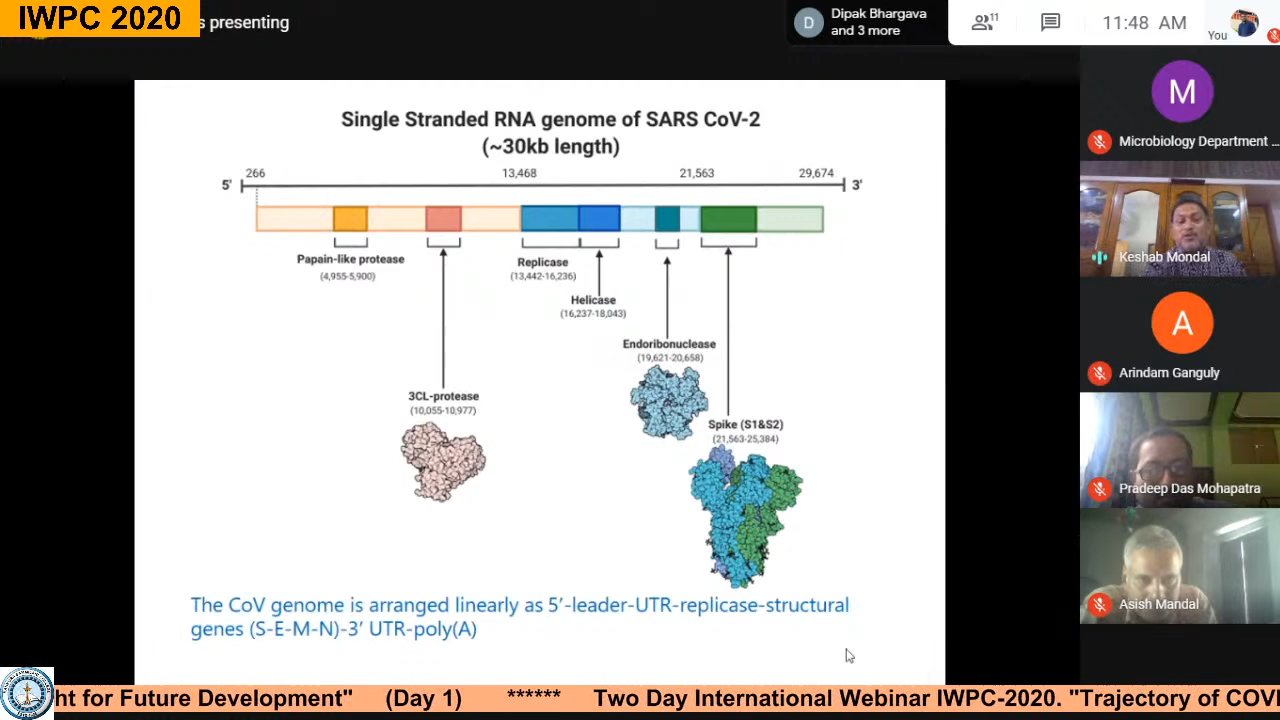 IWPC 2020
s presenting
D
Dipak Bhargava
and 3 more
11
11:48 AM
You
Single Stranded RNA genome of SARS CoV-2
(~30kb length)
266
13,468
21,563
29,674
5'
3'
Papain-like protease
(4,955-5,900)
Replicase
(13,442-16,236)
Helicase
(16,237-18,043)
Endoribonuclease
(19,621-20,658)
3CL-protease
(10,055-10,977)
Spike (S1&S2)
(21,563-25,384)
The CoV genome is arranged linearly as 5’-leader-UTR-replicase-structural
genes (S-E-M-N)-3’ UTR-poly(A)
M
Microbiology Department ...
Keshab Mondal
A
Arindam Ganguly
Pradeep Das Mohapatra
Asish Mandal
ht for Future Development" (Day 1) ****** Two Day International Webinar IWPC-2020. "Trajectory of COVI